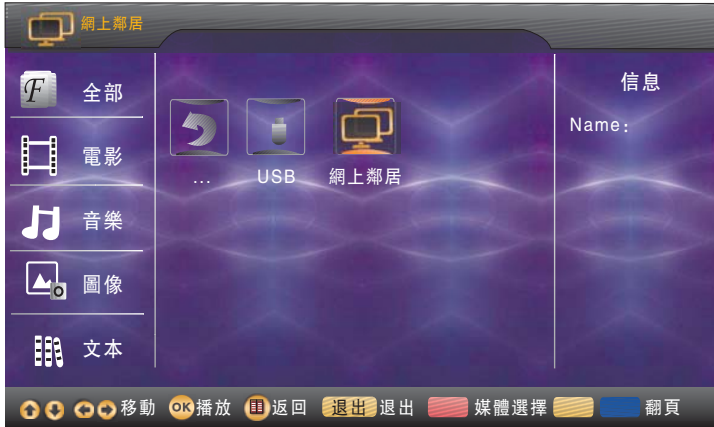 網上鄰居
全部
電影
音樂
圖像
文本
...
USB
網上鄰居
信息
Name:
移動 OK 播放 返回 退出 退出 媒體選擇 翻頁